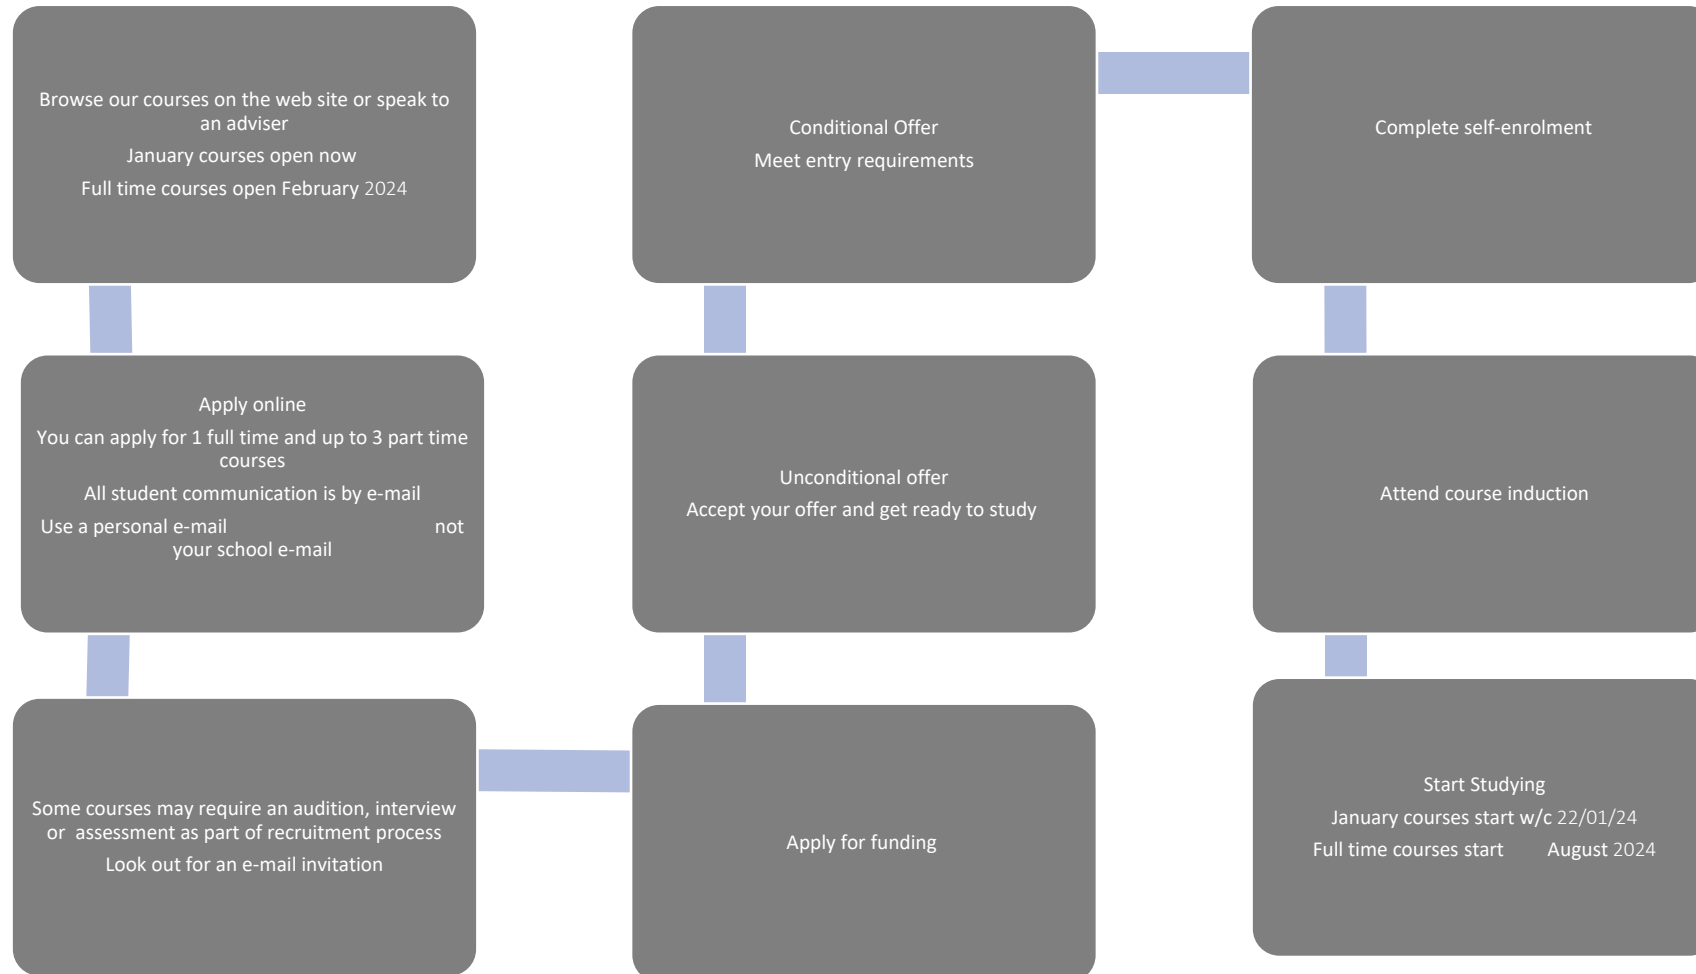 Browse our courses on the web site or speak to
an adviser
January courses open now
Full time courses open February 2024
Apply online
You can apply for 1 full time and up to 3 part time
courses
All student communication is by e-mail
Use a personal e-mail not
your school e-mail
Some courses may require an audition, interview
or assessment as part of recruitment process
Look out for an e-mail invitation
Apply for funding
Unconditional offer
Accept your offer and get ready to study
Conditional Offer
Meet entry requirements
Complete self-enrolment
Attend course induction
Start Studying
January courses start w/c 22/01/24
Full time courses start August 2024